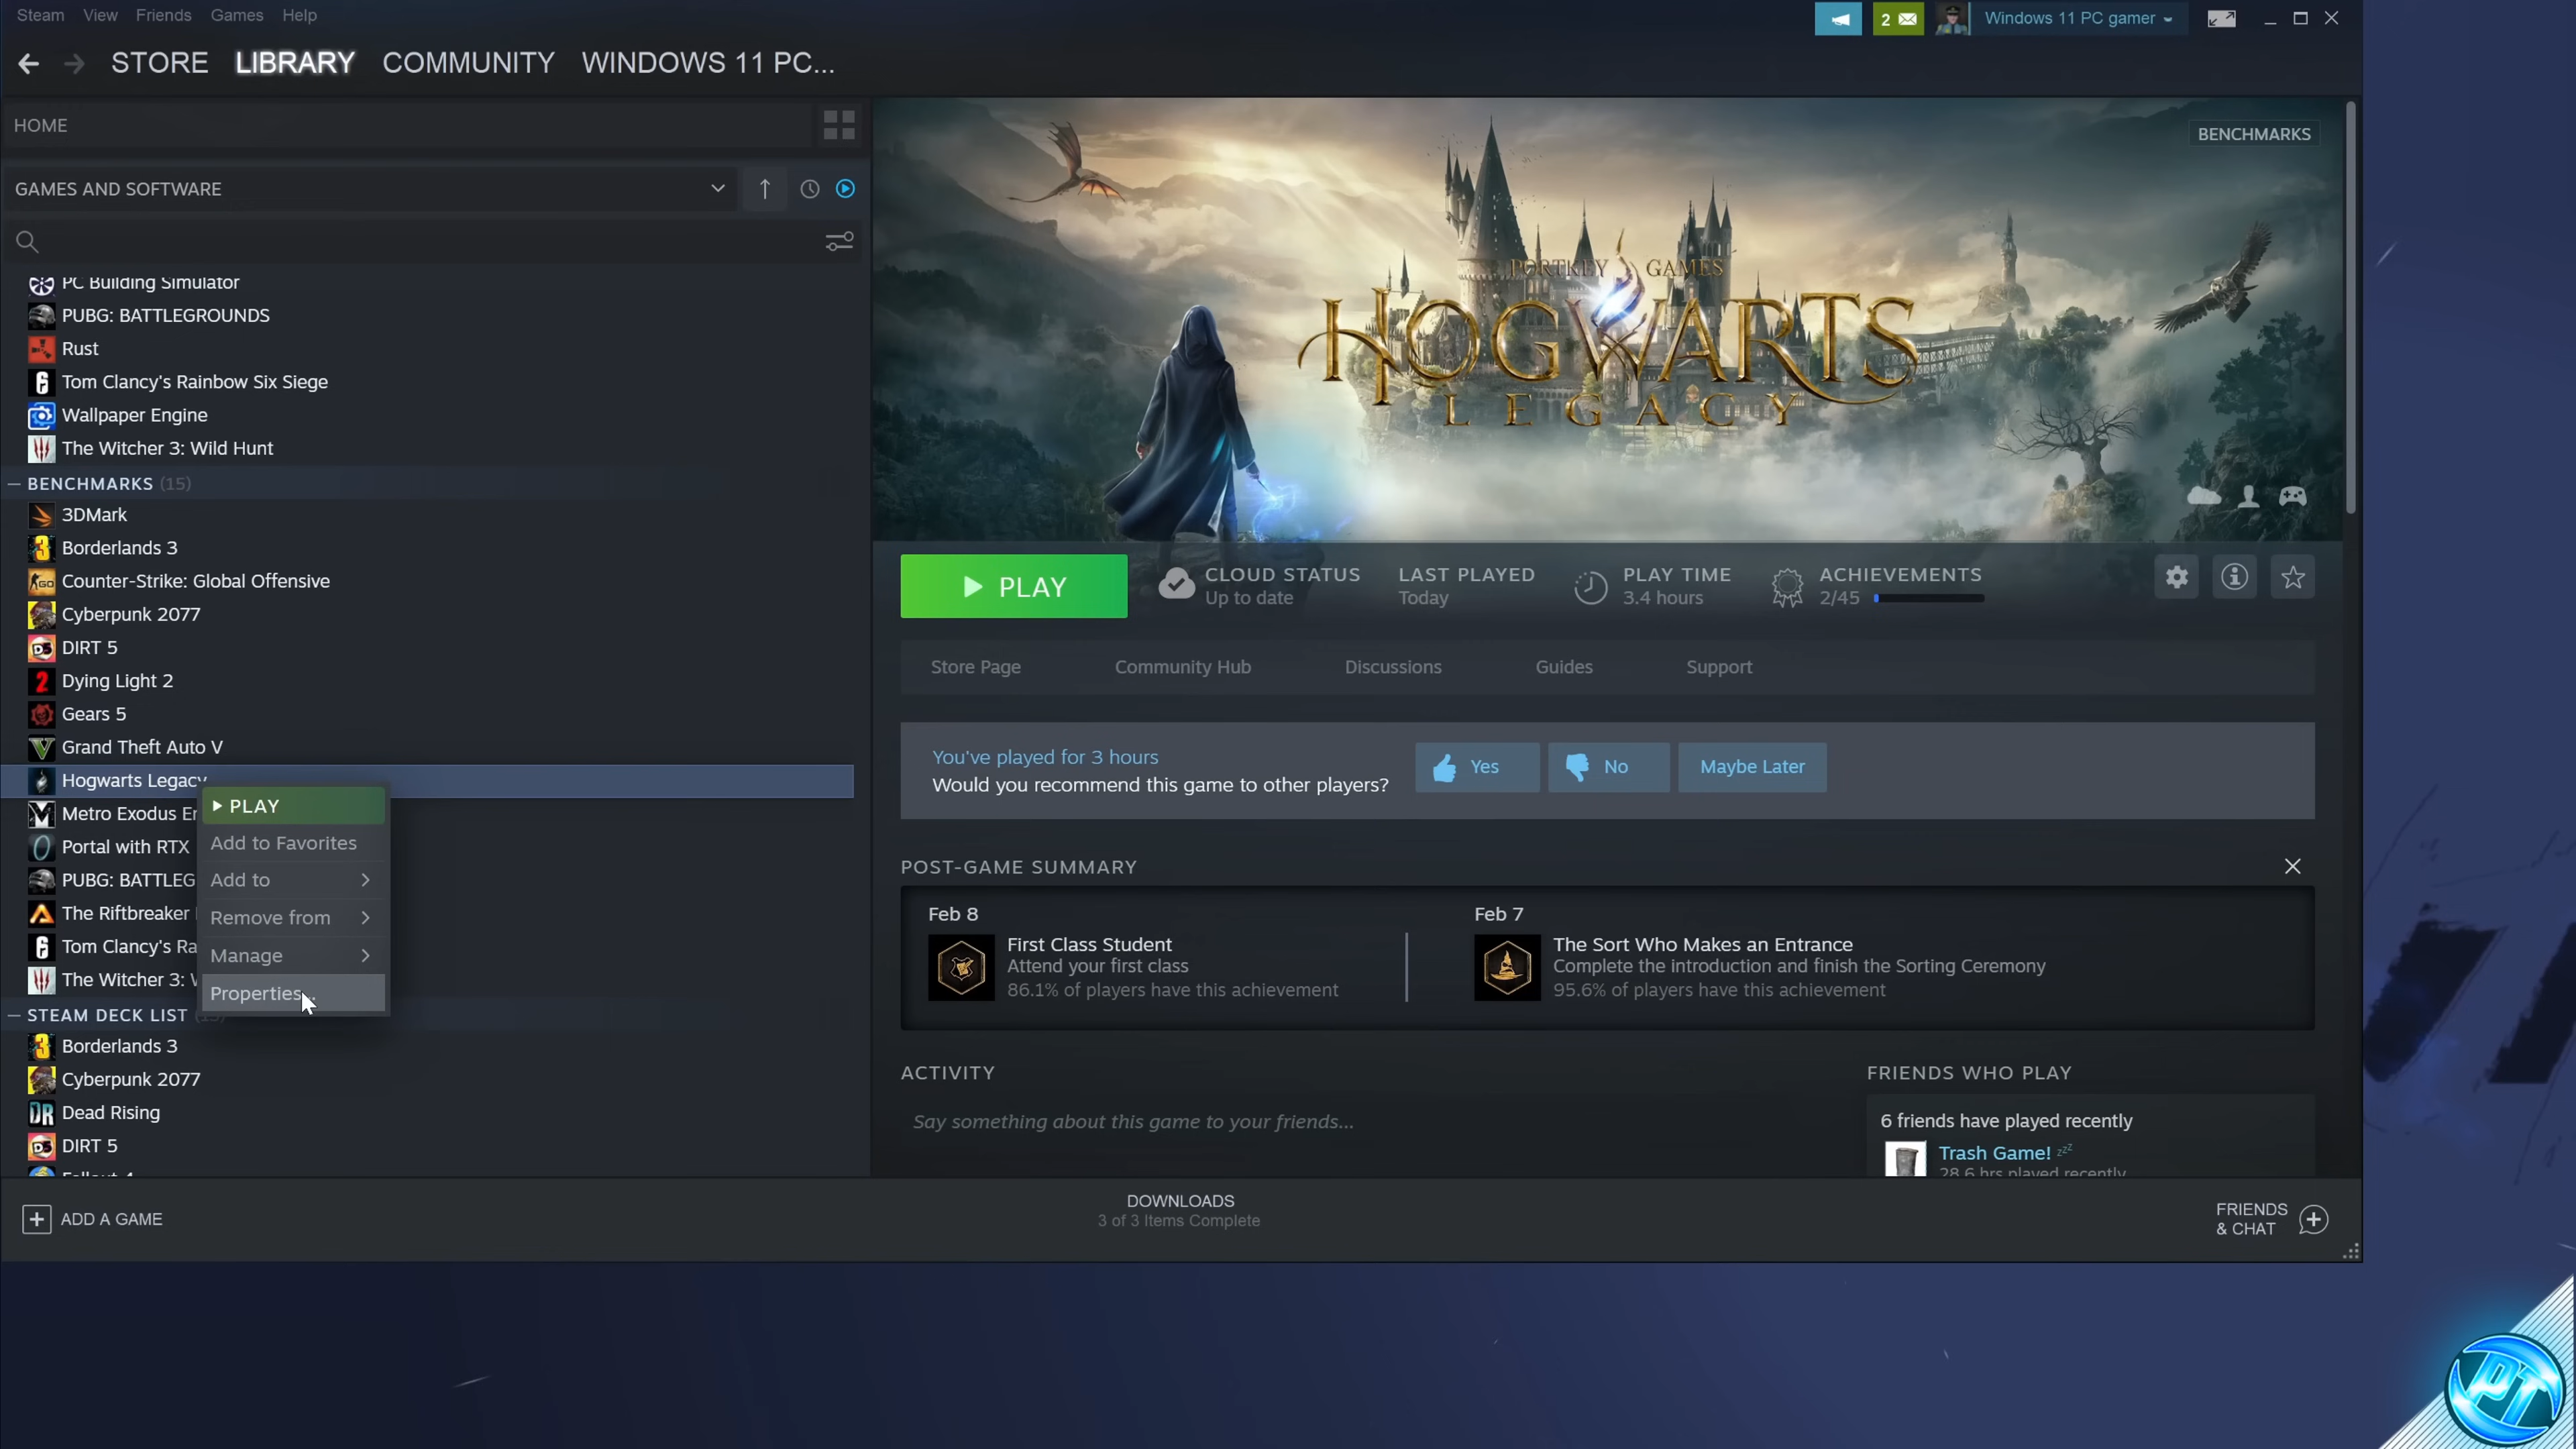 Steam View Friends Games Help
2 Windows 11 PC gamer
STORE LIBRARY COMMUNITY WINDOWS 11 PC...
HOME
GAMES AND SOFTWARE
PC Building Simulator
PUBG: BATTLEGROUNDS
Rust
Tom Clancy's Rainbow Six Siege
Wallpaper Engine
The Witcher 3: Wild Hunt
— BENCHMARKS (15)
3DMark
Borderlands 3
Counter-Strike: Global Offensive
Cyberpunk 2077
DIRT 5
Dying Light 2
Gears 5
Grand Theft Auto V
Hogwarts Legacy
Metro Exodus
Portal with RTX
PUBG: BATTLEG
The Riftbreaker
Tom Clancy's Ra
The Witcher 3:
— STEAM DECK LIST
Borderlands 3
Cyberpunk 2077
Dead Rising
DIRT 5
PLAY
Add to Favorites
Add to
Remove from
Manage
Properties...
BENCHMARKS
PORTKEY GAMES
HOGWARTS
LEGACY
PLAY
CLOUD STATUS
Up to date
LAST PLAYED
Today
PLAY TIME
3.4 hours
ACHIEVEMENTS
2/45
Store Page Community Hub Discussions Guides Support
You've played for 3 hours
Would you recommend this game to other players?
Yes No Maybe Later
POST-GAME SUMMARY
Feb 8
First Class Student
Attend your first class
86.1% of players have this achievement
Feb 7
The Sort Who Makes an Entrance
Complete the introduction and finish the Sorting Ceremony
95.6% of players have this achievement
ACTIVITY
Say something about this game to your friends...
FRIENDS WHO PLAY
6 friends have played recently
Trash Game! zzz
28.6 hrs played recently
ADD A GAME
DOWNLOADS
3 of 3 Items Complete
FRIENDS
& CHAT
PT